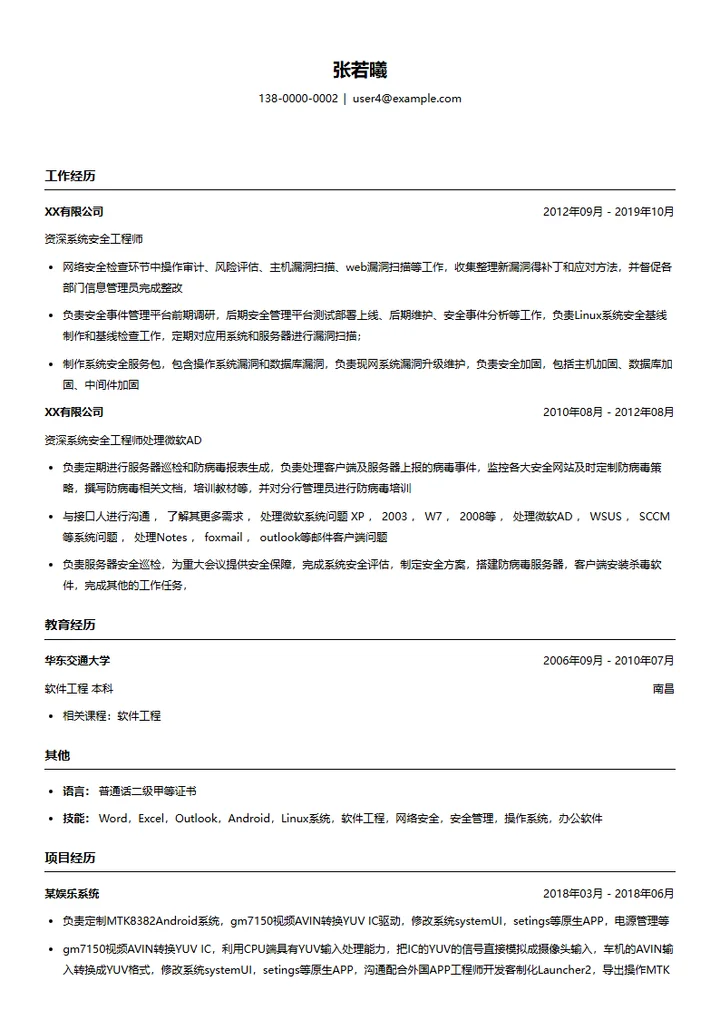 张若曦
138-0000-0002 | user4@example.com
工作经历
XX有限公司 2012年09月 - 2019年10月
资深系统安全工程师
• 网络安全检查环节中操作审计、风险评估、主机漏洞扫描、web漏洞扫描等工作，收集整理新漏洞得补丁和应对方法，并督促各
部门信息管理员完成整改
• 负责安全事件管理平台前期调研，后期安全管理平台测试部署上线、后期维护、安全事件分析等工作，负责Linux系统安全基线
制作和基线检查工作，定期对应用系统和服务器进行漏洞扫描；
• 制作系统安全服务包，包含操作系统漏洞和数据库漏洞，负责现网系统漏洞升级维护，负责安全加固，包括主机加固、数据库加
固、中间件加固
XX有限公司 2010年08月 - 2012年08月
资深系统安全工程师处理微软AD
• 负责定期进行服务器巡检和防病毒报表生成，负责处理客户端及服务器上报的病毒事件，监控各大安全网站及时定制防病毒策
略，撰写防病毒相关文档，培训教材等，并对分行管理员进行防病毒培训
• 与接口人进行沟通 ， 了解其更多需求 ， 处理微软系统问题 XP ， 2003 ， W7 ， 2008等 ， 处理微软AD ， WSUS ， SCCM
等系统问题 ， 处理Notes ， foxmail ， outlook等邮件客户端问题
• 负责服务器安全巡检，为重大会议提供安全保障，完成系统安全评估，制定安全方案，搭建防病毒服务器，客户端安装杀毒软
件，完成其他的工作任务，
教育经历
华东交通大学 2006年09月 - 2010年07月
软件工程 本科 南昌
• 相关课程：软件工程
其他
• 语言： 普通话二级甲等证书
• 技能： Word，Excel，Outlook，Android，Linux系统，软件工程，网络安全，安全管理，操作系统，办公软件
项目经历
某娱乐系统 2018年03月 - 2018年06月
• 负责定制MTK8382Android系统，gm7150视频AVIN转换YUV IC驱动，修改系统systemUI，setings等原生APP，电源管理等
• gm7150视频AVIN转换YUV IC，利用CPU端具有YUV输入处理能力，把IC的YUV的信号直接模拟成摄像头输入，车机的AVIN输
入转换成YUV格式，修改系统systemUI，setings等原生APP，沟通配合外国APP工程师开发客制化Launcher2，导出操作MTK